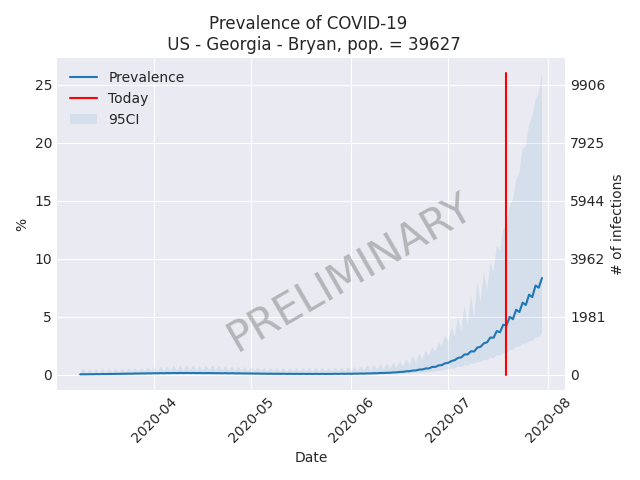 Prevalence of COVID-19
US - Georgia - Bryan, pop. = 39627
Prevalence
Today
95CI
25
20
15
10
5
0
%
9906
7925
5944
3962
1981
0
# of infections
PRELIMINARY
2020-04
2020-05
2020-06
2020-07
2020-08
Date